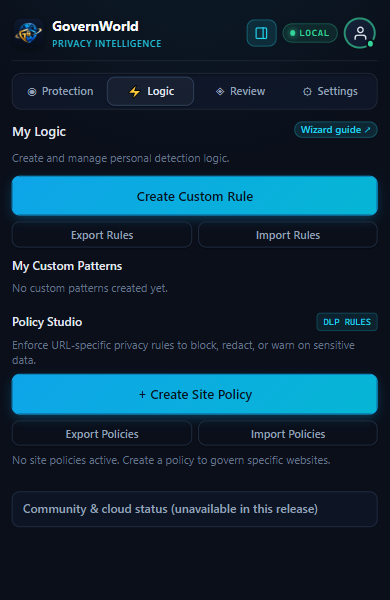 GovernWorld
PRIVACY INTELLIGENCE
LOCAL
Protection
Logic
Review
Settings
My Logic
Wizard guide ↗
Create and manage personal detection logic.
Create Custom Rule
Export Rules
Import Rules
My Custom Patterns
No custom patterns created yet.
Policy Studio
DLP RULES
Enforce URL-specific privacy rules to block, redact, or warn on sensitive
data.
+ Create Site Policy
Export Policies
Import Policies
No site policies active. Create a policy to govern specific websites.
Community & cloud status (unavailable in this release)